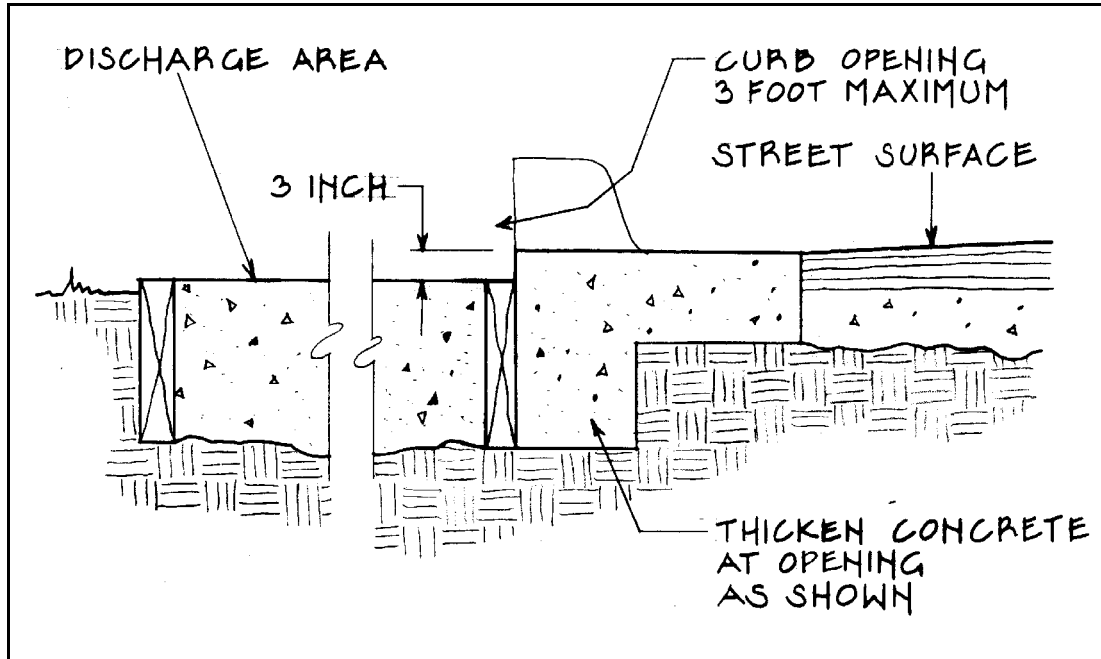 DISCHARGE AREA
CURB OPENING
3 FOOT MAXIMUM
STREET SURFACE
3 INCH
THICKEN CONCRETE
AT OPENING
AS SHOWN